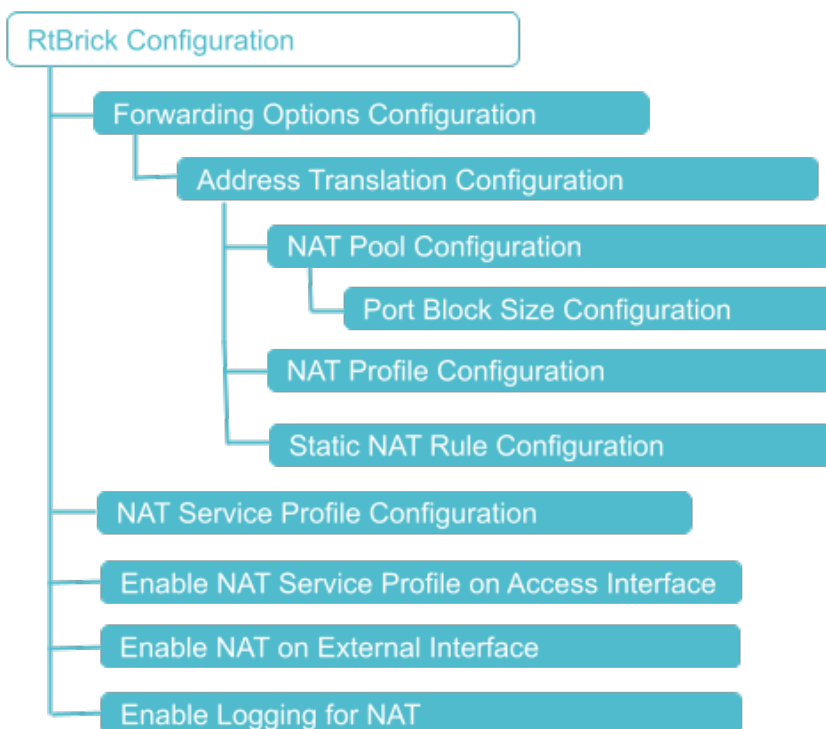 RtBrick Configuration
Forwarding Options Configuration
Address Translation Configuration
NAT Pool Configuration
Port Block Size Configuration
NAT Profile Configuration
Static NAT Rule Configuration
NAT Service Profile Configuration
Enable NAT Service Profile on Access Interface
Enable NAT on External Interface
Enable Logging for NAT